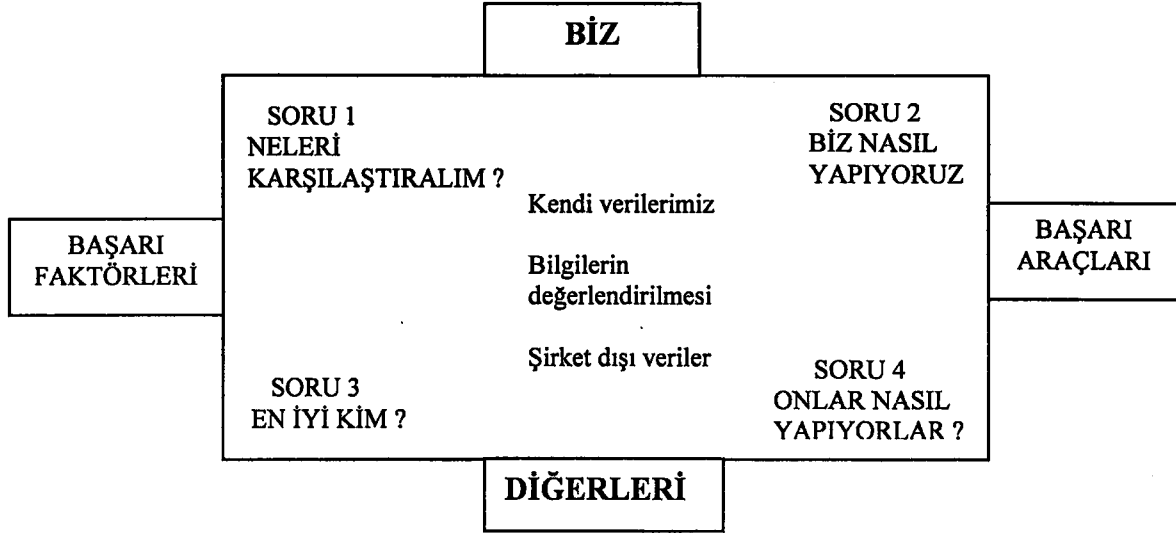 BİZ
SORU 1
NELERİ
KARŞILAŞTIRALIM ?
SORU 2
BİZ NASIL
YAPIYORUZ
Kendi verilerimiz
BAŞARI
FAKTÖRLERİ
BAŞARI
ARAÇLARI
Bilgilerin
değerlendirilmesi
Şirket dışı veriler
SORU 3
EN İYİ KİM ?
SORU 4
ONLAR NASIL
YAPIYORLAR ?
DİĞERLERİ